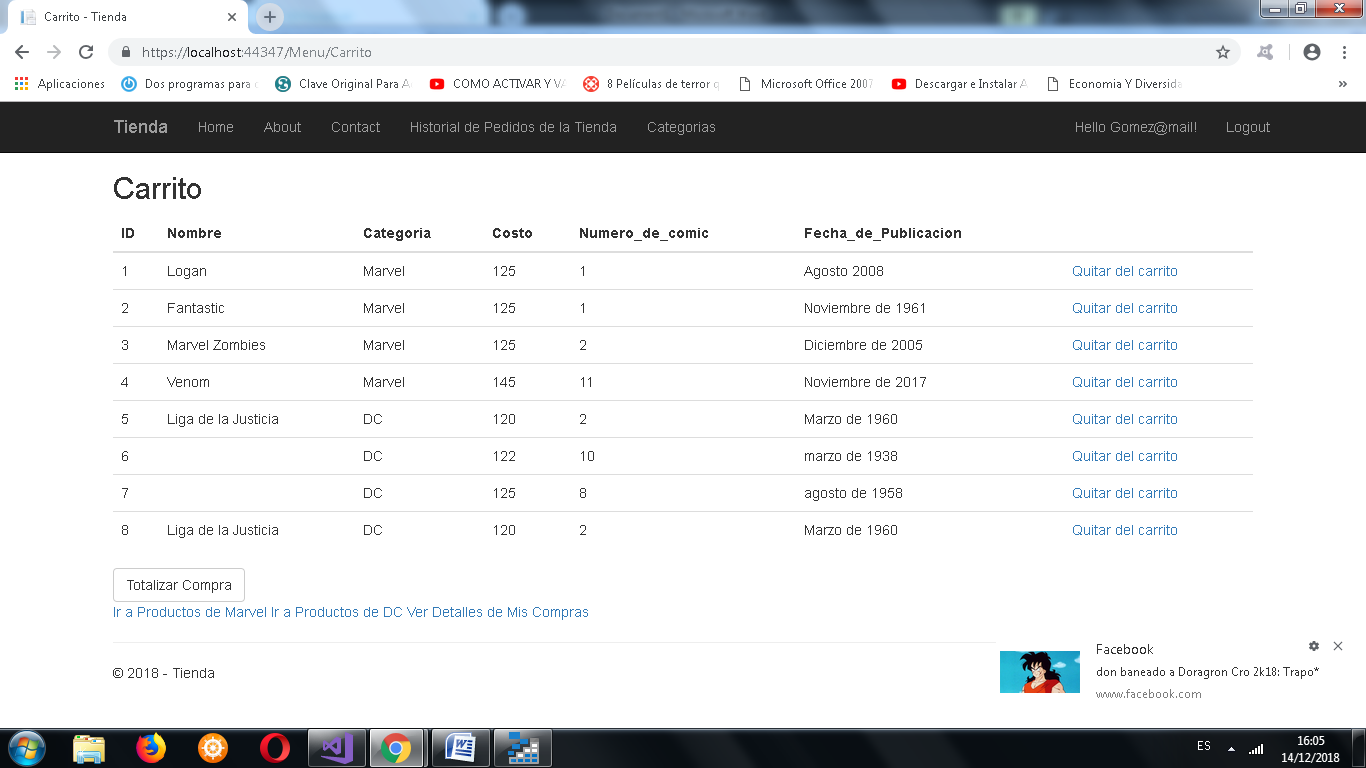 Carrito - Tienda
https://localhost:44347/Menu/Carrito
Aplicaciones Dos programas para Clave Original Para A COMO ACTIVAR Y VA 8 Películas de terror q Microsoft Office 2007 Descargar e Instalar A Economia Y Diversida »
Tienda Home About Contact Historial de Pedidos de la Tienda Categorias Hello Gomez@mail! Logout
Carrito
ID Nombre Categoria Costo Numero_de_comic Fecha_de_Publicacion
1 Logan Marvel 125 1 Agosto 2008 Quitar del carrito
2 Fantastic Marvel 125 1 Noviembre de 1961 Quitar del carrito
3 Marvel Zombies Marvel 125 2 Diciembre de 2005 Quitar del carrito
4 Venom Marvel 145 11 Noviembre de 2017 Quitar del carrito
5 Liga de la Justicia DC 120 2 Marzo de 1960 Quitar del carrito
6 DC 122 10 marzo de 1938 Quitar del carrito
7 DC 125 8 agosto de 1958 Quitar del carrito
8 Liga de la Justicia DC 120 2 Marzo de 1960 Quitar del carrito
Totalizar Compra
Ir a Productos de Marvel Ir a Productos de DC Ver Detalles de Mis Compras
© 2018 - Tienda
Facebook
don baneado a Doragron Cro 2k18: Trapo*
www.facebook.com
ES 16:05
14/12/2018